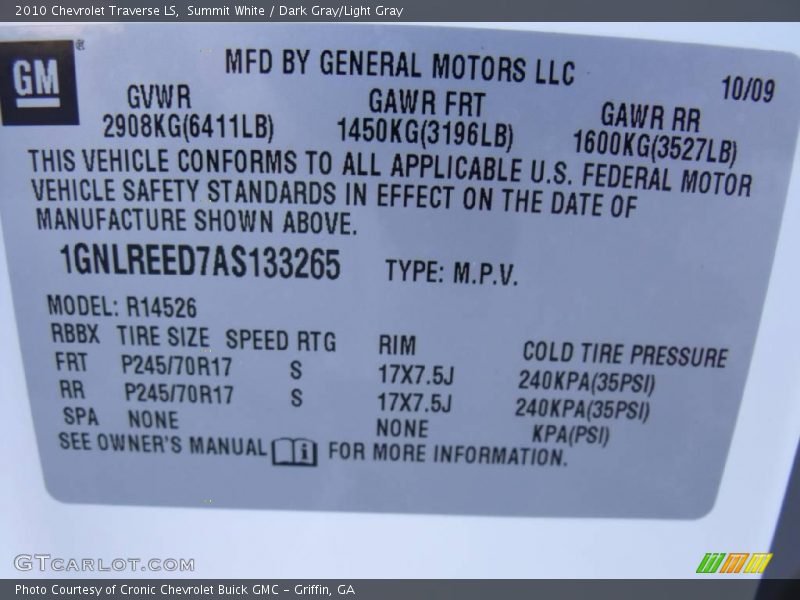 2010 Chevrolet Traverse LS, Summit White / Dark Gray/Light Gray
GM ®
MFD BY GENERAL MOTORS LLC
10/09
GVWR GAWR FRT GAWR RR
2908KG(6411LB) 1450KG(3196LB) 1600KG(3527LB)
THIS VEHICLE CONFORMS TO ALL APPLICABLE U.S. FEDERAL MOTOR
VEHICLE SAFETY STANDARDS IN EFFECT ON THE DATE OF
MANUFACTURE SHOWN ABOVE.
1GNLREED7AS133265 TYPE: M.P.V.
MODEL: R14526
RBBX TIRE SIZE SPEED RTG RIM COLD TIRE PRESSURE
FRT P245/70R17 S 17X7.5J 240KPA(35PSI)
RR P245/70R17 S 17X7.5J 240KPA(35PSI)
SPA NONE NONE KPA(PSI)
SEE OWNER'S MANUAL i FOR MORE INFORMATION.
GTCARLOT.COM
Photo Courtesy of Cronic Chevrolet Buick GMC – Griffin, GA